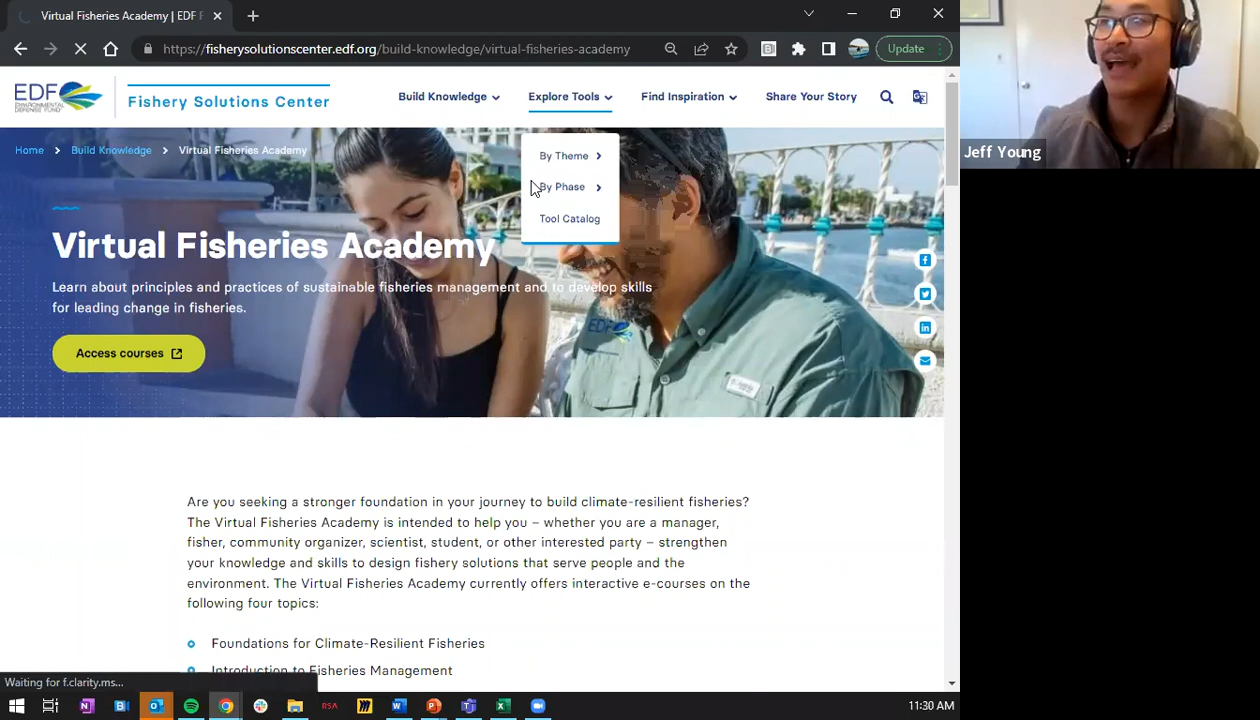 Virtual Fisheries Academy | EDF F
https://fisherysolutionscenter.edf.org/build-knowledge/virtual-fisheries-academy
Update
EDF
ENVIRONMENTAL DEFENSE FUND
Fishery Solutions Center
Build Knowledge
Explore Tools
Find Inspiration
Share Your Story
Home > Build Knowledge > Virtual Fisheries Academy
By Theme
By Phase
Tool Catalog
Jeff Young
Virtual Fisheries Academy
Learn about principles and practices of sustainable fisheries management and to develop skills
for leading change in fisheries.
EDF
Access courses
Are you seeking a stronger foundation in your journey to build climate-resilient fisheries?
The Virtual Fisheries Academy is intended to help you – whether you are a manager,
fisher, community organizer, scientist, student, or other interested party – strengthen
your knowledge and skills to design fishery solutions that serve people and the
environment. The Virtual Fisheries Academy currently offers interactive e-courses on the
following four topics:
Foundations for Climate-Resilient Fisheries
Introduction to Fisheries Management
Waiting for f.clarity.ms...
RSA
11:30 AM